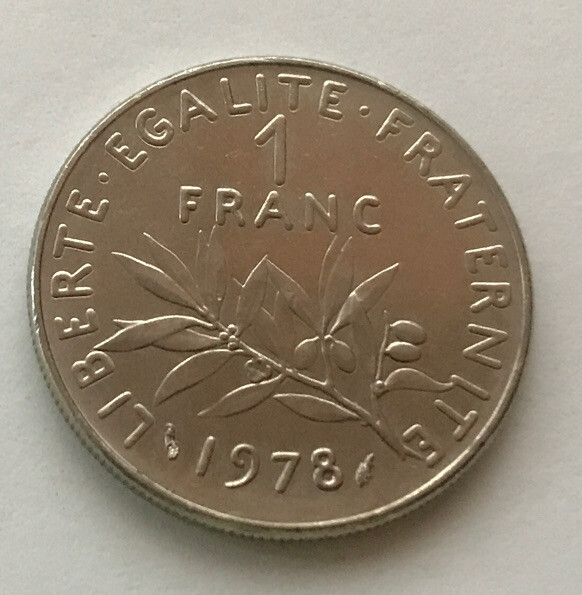 LIBERTE · EGALITE · FRATERNITE
1
FRANC
1978